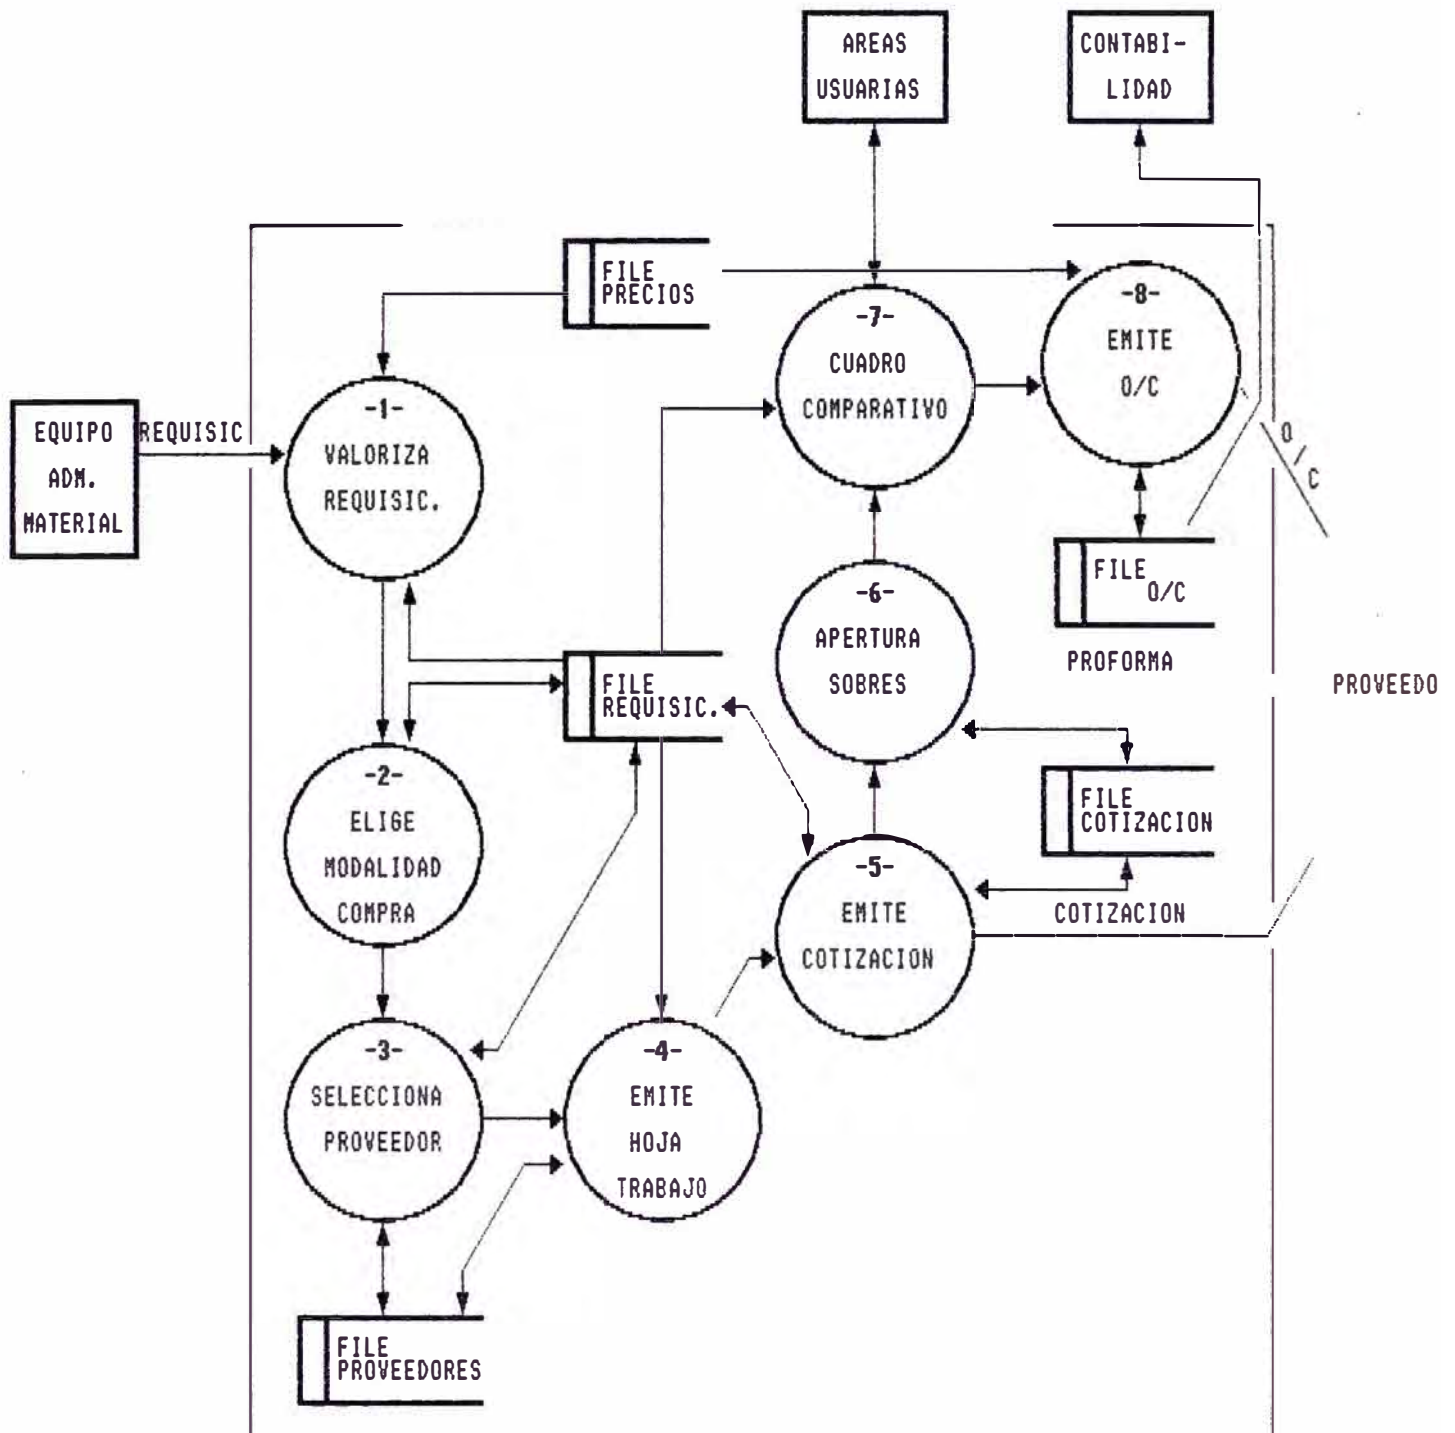 AREAS
USUARIAS
CONTABI-
LIDAD
FILE
PRECIOS
-7-
CUADRO
COMPARATIVO
-8-
EMITE
O/C
EQUIPO
ADM.
MATERIAL
REQUISIC
-1-
VALORIZA
REQUISIC.
O/C
FILE
O/C
PROFORMA
-6-
APERTURA
SOBRES
FILE
REQUISIC.
PROVEEDO
-2-
ELIGE
MODALIDAD
COMPRA
FILE
COTIZACION
-5-
EMITE
COTIZACION
COTIZACION
-3-
SELECCIONA
PROVEEDOR
-4-
EMITE
HOJA
TRABAJO
FILE
PROVEEDORES